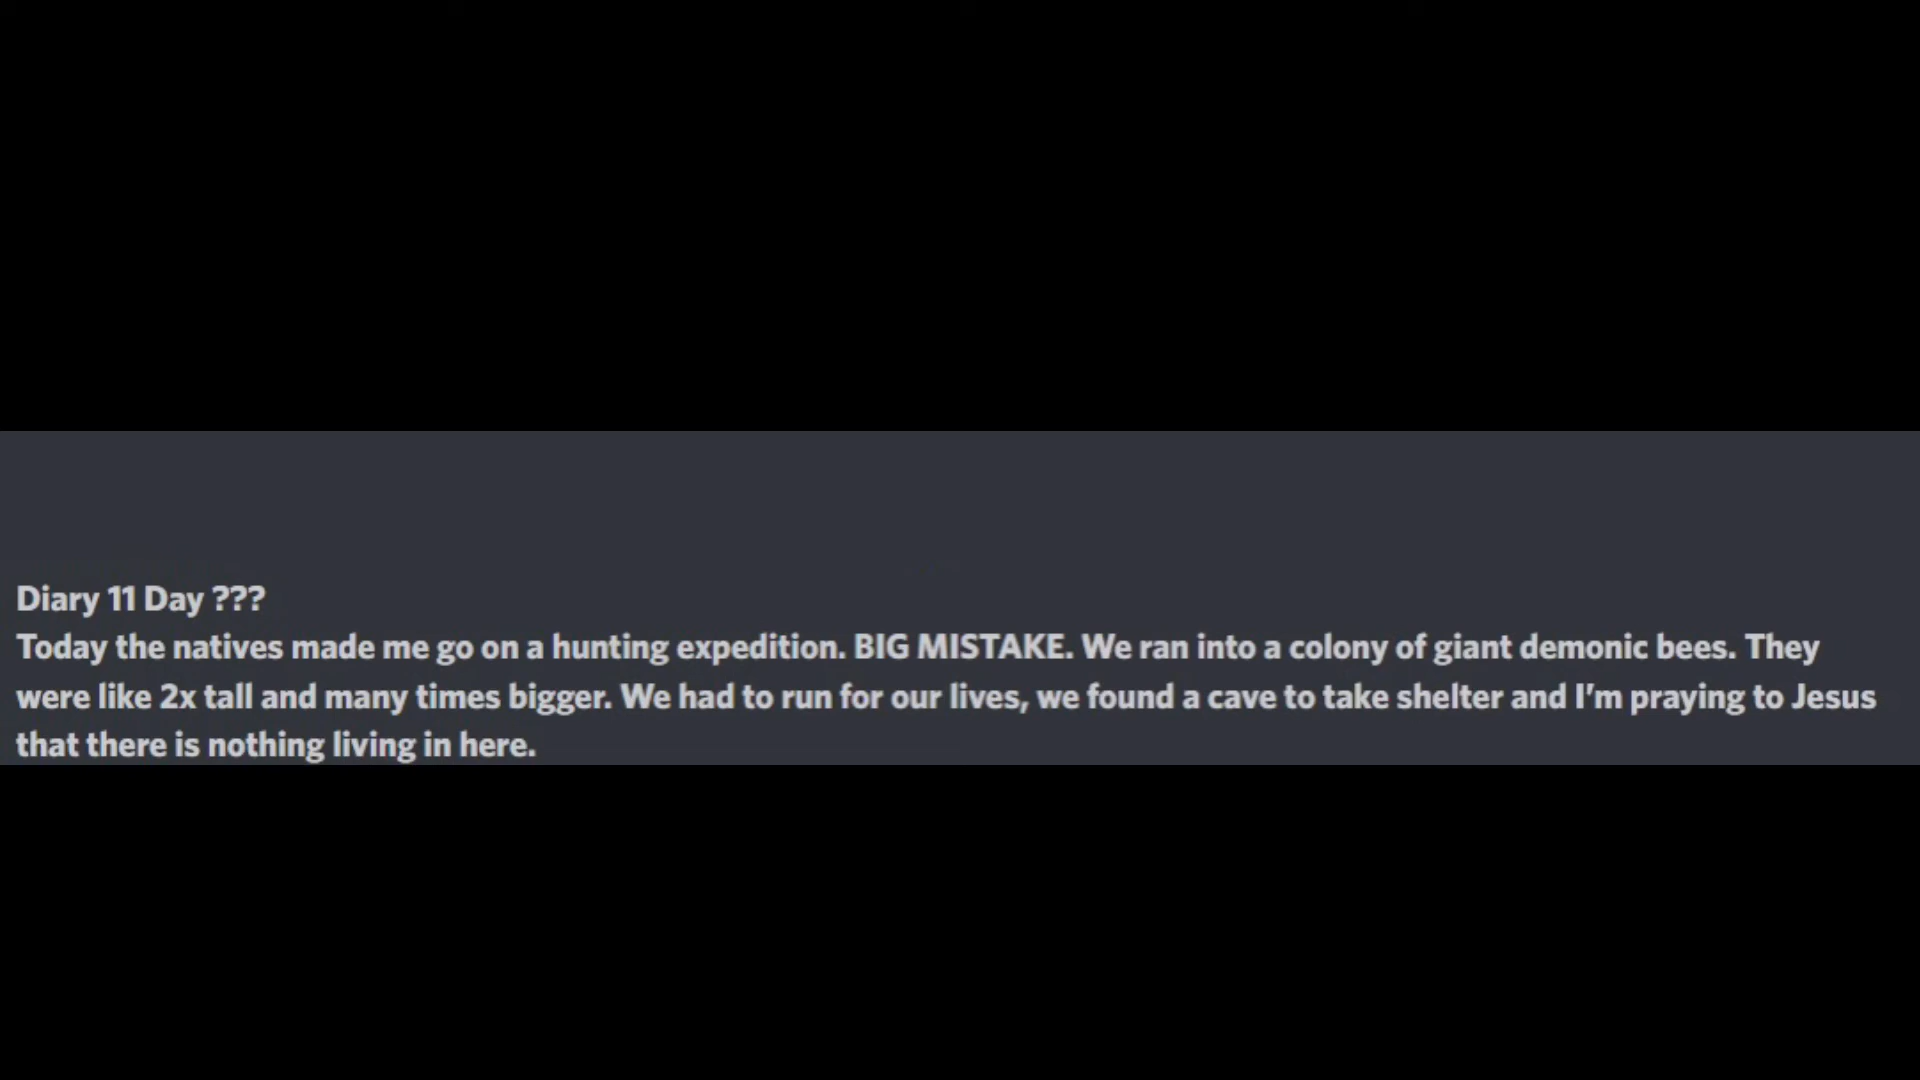 Diary 11 Day ???
Today the natives made me go on a hunting expedition. BIG MISTAKE. We ran into a colony of giant demonic bees. They
were like 2x tall and many times bigger. We had to run for our lives, we found a cave to take shelter and I'm praying to Jesus
that there is nothing living in here.